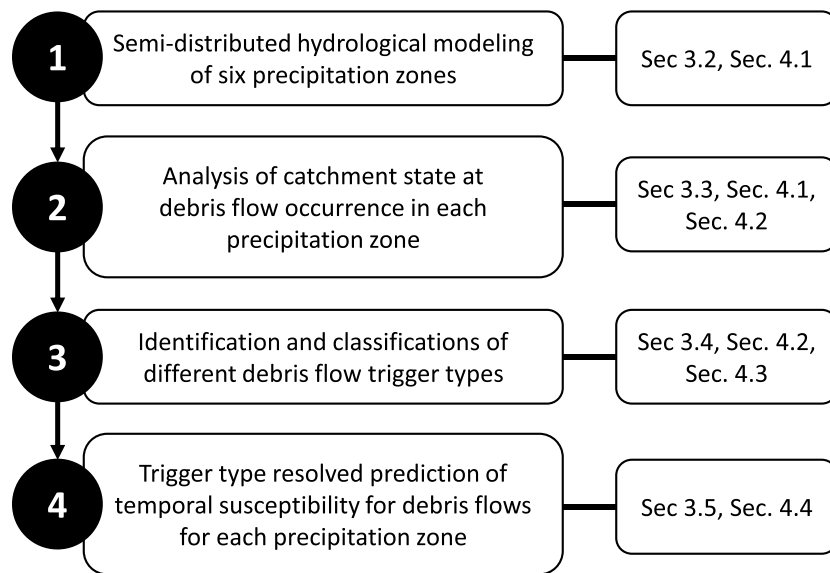 1
Semi-distributed hydrological modeling
of six precipitation zones
Sec 3.2, Sec. 4.1
2
Analysis of catchment state at
debris flow occurrence in each
precipitation zone
Sec 3.3, Sec. 4.1,
Sec. 4.2
3
Identification and classifications of
different debris flow trigger types
Sec 3.4, Sec. 4.2,
Sec. 4.3
4
Trigger type resolved prediction of
temporal susceptibility for debris flows
for each precipitation zone
Sec 3.5, Sec. 4.4